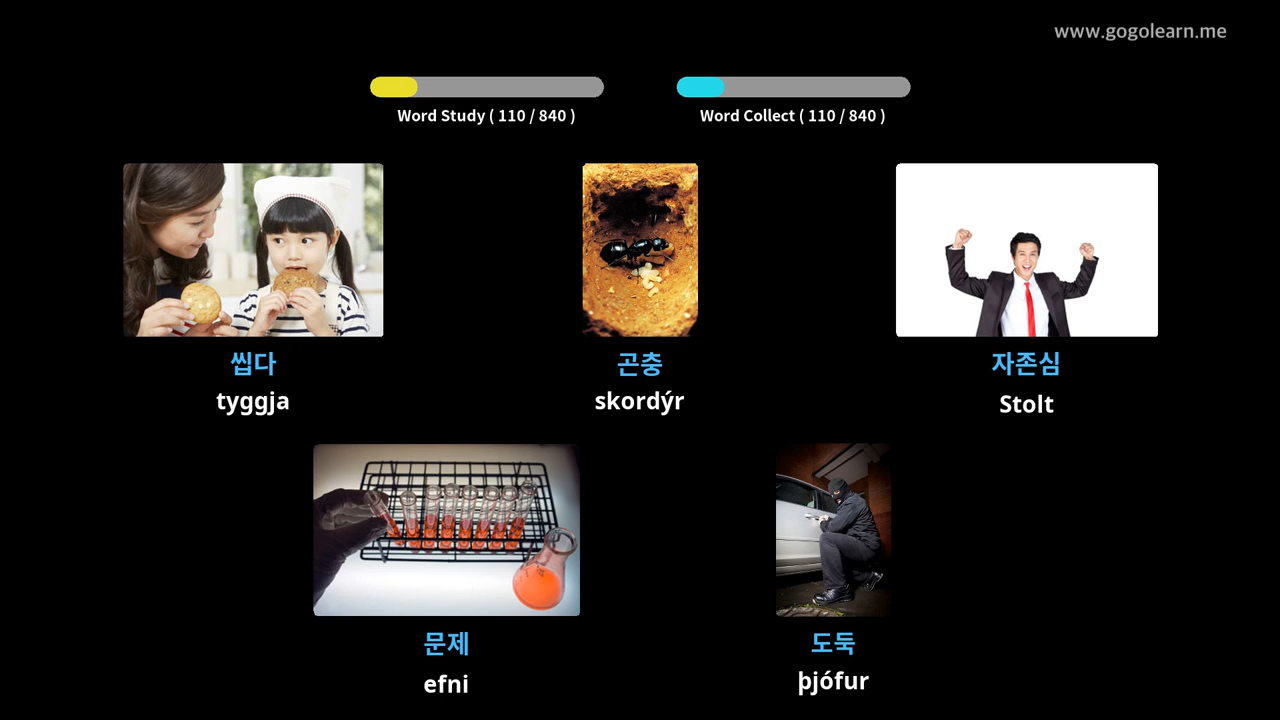 www.gogolearn.me
Word Study ( 110 / 840 )
Word Collect ( 110 / 840 )
씹다
tyggja
곤충
skordýr
자존심
Stolt
문제
efni
도둑
þjófur